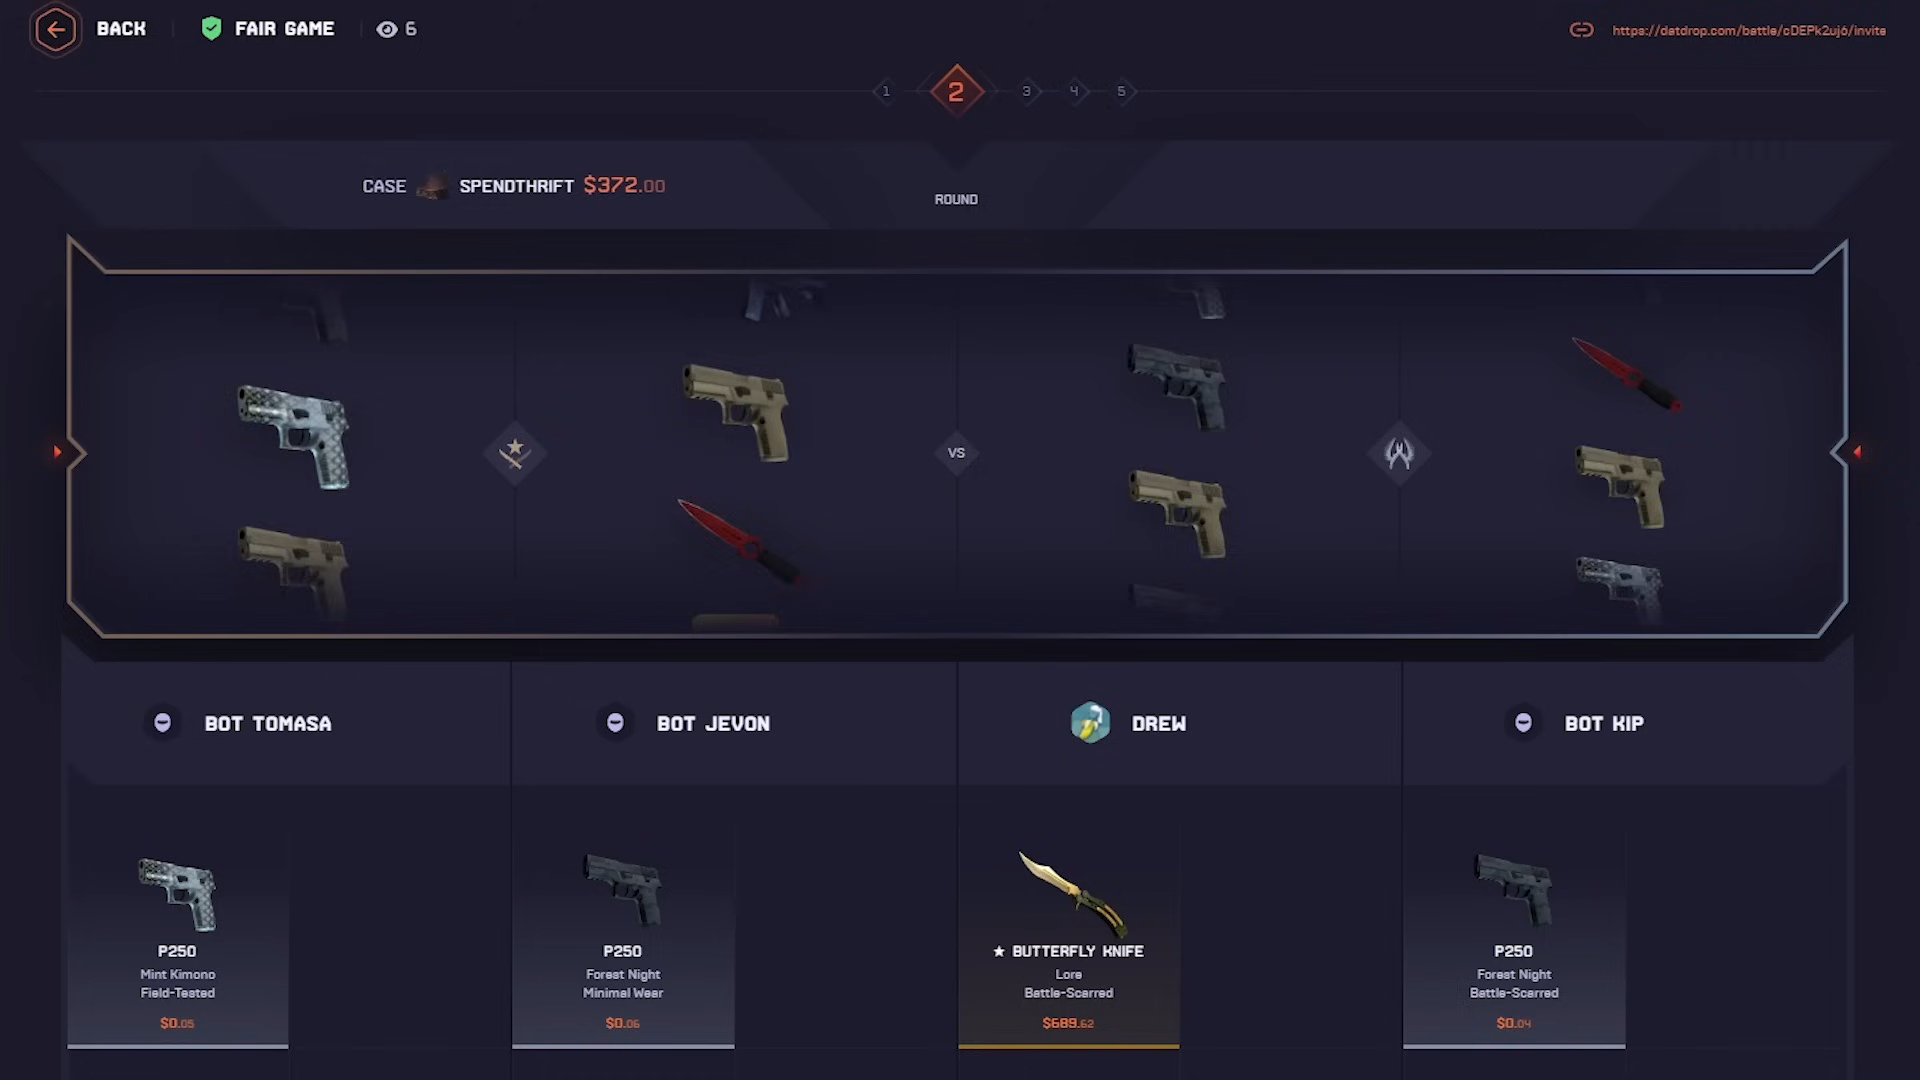 BACK
FAIR GAME
6
https://datdrop.com/battle/cDEPk2uj6/invite
1
2
3
4
5
CASE SPENDTHRIFT $372.00
ROUND
VS
BOT TOMASA
BOT JEVON
DREW
BOT KIP
P250
Mint Kimono
Field-Tested
$0.05
P250
Forest Night
Minimal Wear
$0.06
★ BUTTERFLY KNIFE
Lore
Battle-Scarred
$689.62
P250
Forest Night
Battle-Scarred
$0.04